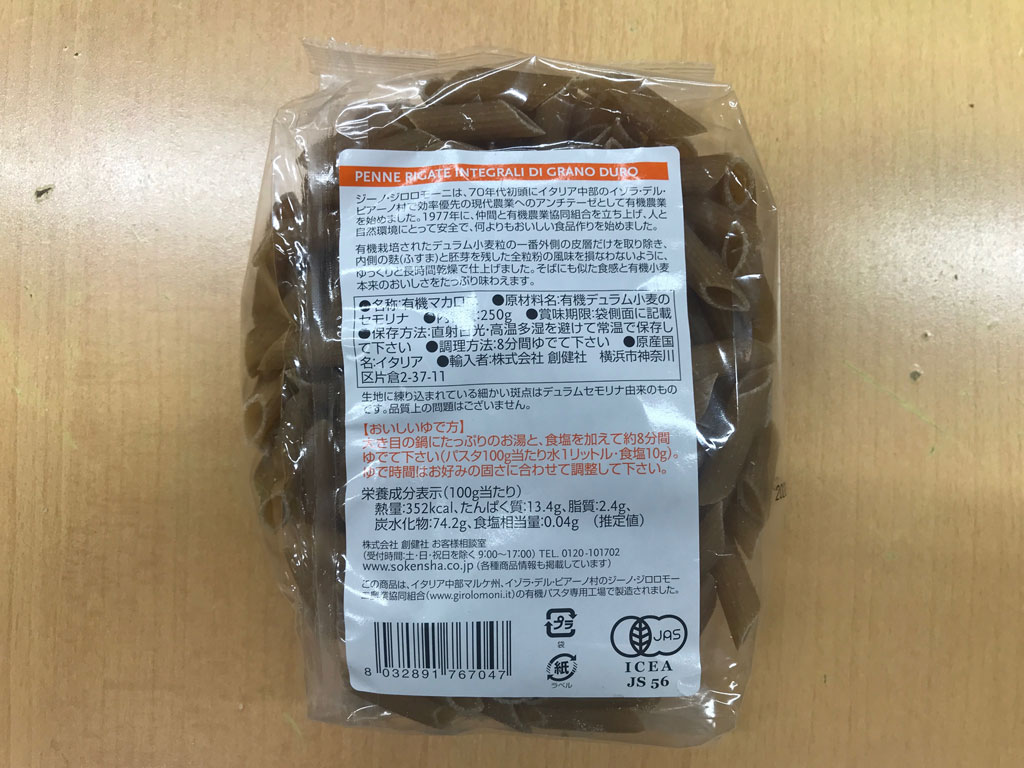 PENNE RIGATE INTEGRALI DI GRANO DURO
ジーノ・ジロロモーニは、70年代初頭にイタリア中部のイゾラ・デル・
ピアーノ村で効率優先の現代農業へのアンチテーゼとして有機農業
を始めました。1977年に、仲間と有機農業協同組合を立ち上げ、人と
自然環境にとって安全で、何よりもおいしい食品作りを始めました。
有機栽培されたデュラム小麦粒の一番外側の皮層だけを取り除き、
内側の麩(ふすま)と胚芽を残した全粒粉の風味を損なわないように、
ゆっくりと長時間乾燥で仕上げました。そばにも似た食感と有機小麦
本来のおいしさをたっぷり味わえます。
●名称:有機マカロニ ●原材料名:有機デュラム小麦の
セモリナ ●内 :250g ●賞味期限:袋側面に記載
●保存方法:直射日光・高温多湿を避けて常温で保存し
て下さい ●調理方法:8分間ゆでて下さい ●原産国
名:イタリア ●輸入者:株式会社 創健社 横浜市神奈川
区片倉2-37-11
生地に練り込まれている細かい斑点はデュラムセモリナ由来のもの
です。品質上の問題はございません。
【おいしいゆで方】
大き目の鍋にたっぷりのお湯と、食塩を加えて約8分間
ゆでて下さい(パスタ100g当たり水1リットル・食塩10g)。
ゆで時間はお好みの固さに合わせて調整して下さい。
栄養成分表示(100g当たり)
熱量:352kcal、たんぱく質:13.4g、脂質:2.4g、
炭水化物:74.2g、食塩相当量:0.04g (推定値)
株式会社 創健社 お客様相談室
(受付時間:土・日・祝日を除く 9:00〜17:00) TEL. 0120-101702
www.sokensha.co.jp (各種商品情報も掲載しています)
この商品は、イタリア中部マルケ州、イゾラ・デル・ピアーノ村のジーノ・ジロロモー
ニ農業協同組合(www.girolomoni.it)の有機パスタ専用工場で製造されました。
プラ
袋
紙
ラベル
JAS
ICEA
JS 56
8 032891 767047